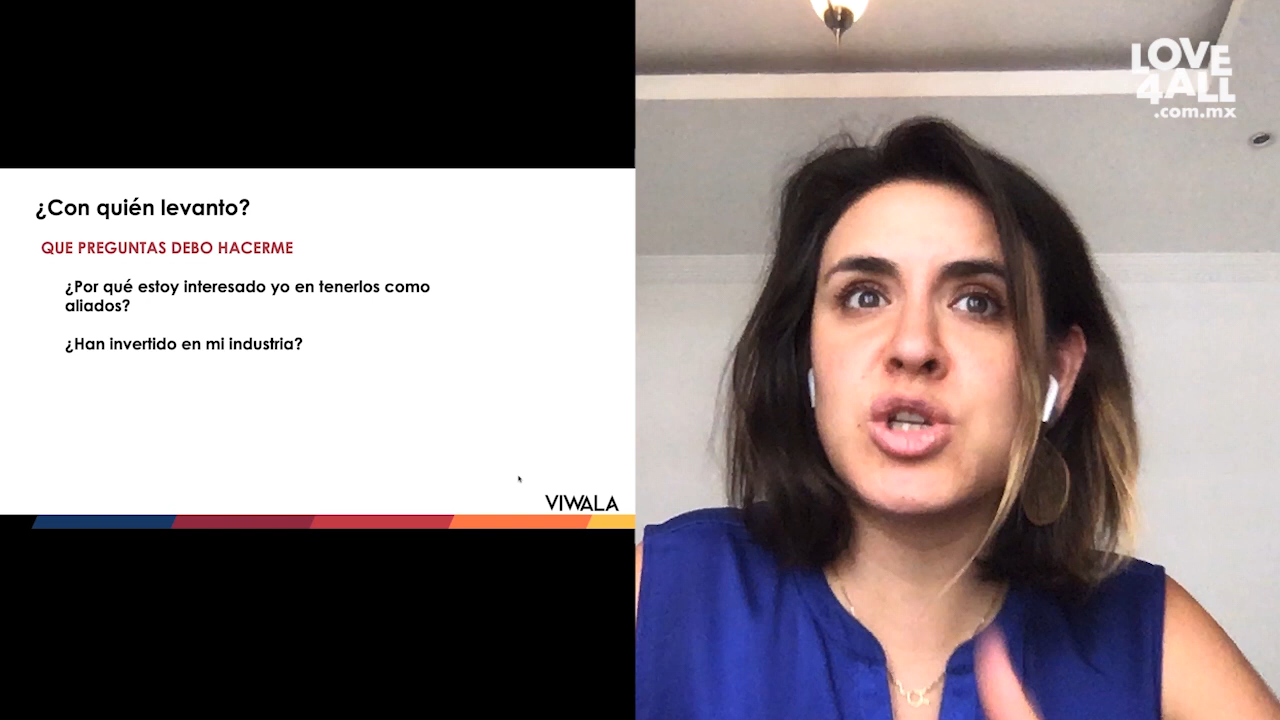 ¿Con quién levanto?
QUE PREGUNTAS DEBO HACERME
¿Por qué estoy interesado yo en tenerlos como
aliados?
¿Han invertido en mi industria?
VIWALA
LOVE
4ALL
.com.mx